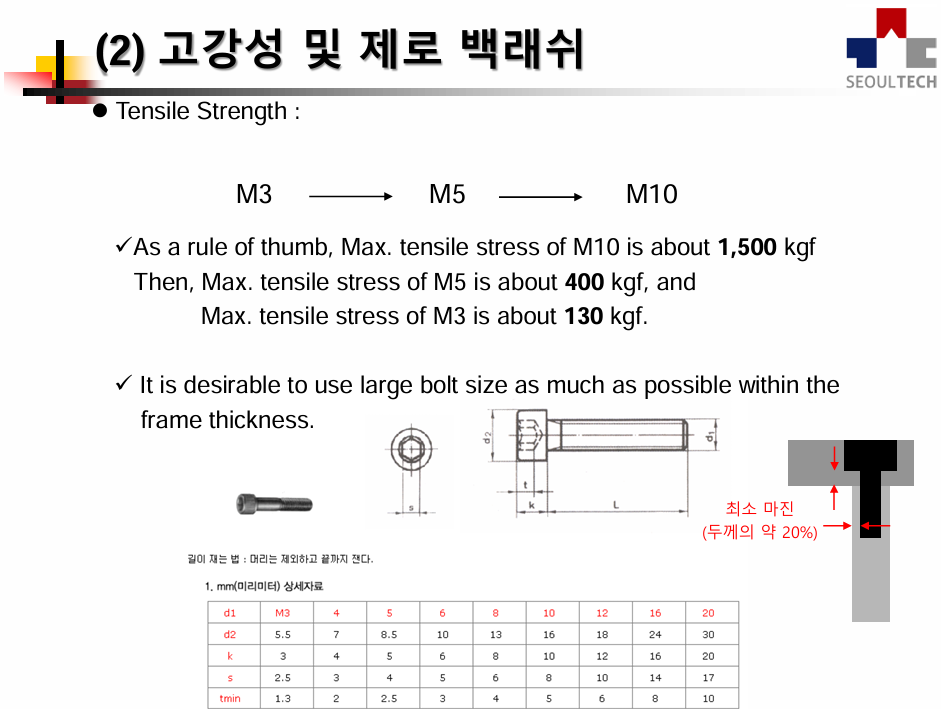 (2) 고강성 및 제로 백래쉬
SEOULTECH
● Tensile Strength :
M3 → M5 → M10
✓As a rule of thumb, Max. tensile stress of M10 is about 1,500 kgf
Then, Max. tensile stress of M5 is about 400 kgf, and
Max. tensile stress of M3 is about 130 kgf.
✓ It is desirable to use large bolt size as much as possible within the
frame thickness.
d2
d1
t
s
k
L
최소 마진
(두께의 약 20%)
길이 재는 법 : 머리는 제외하고 끝까지 잰다.
1. mm(미리미터) 상세자료
d1 M3 4 5 6 8 10 12 16 20
d2 5.5 7 8.5 10 13 16 18 24 30
k 3 4 5 6 8 10 12 16 20
s 2.5 3 4 5 6 8 10 14 17
tmin 1.3 2 2.5 3 4 5 6 8 10